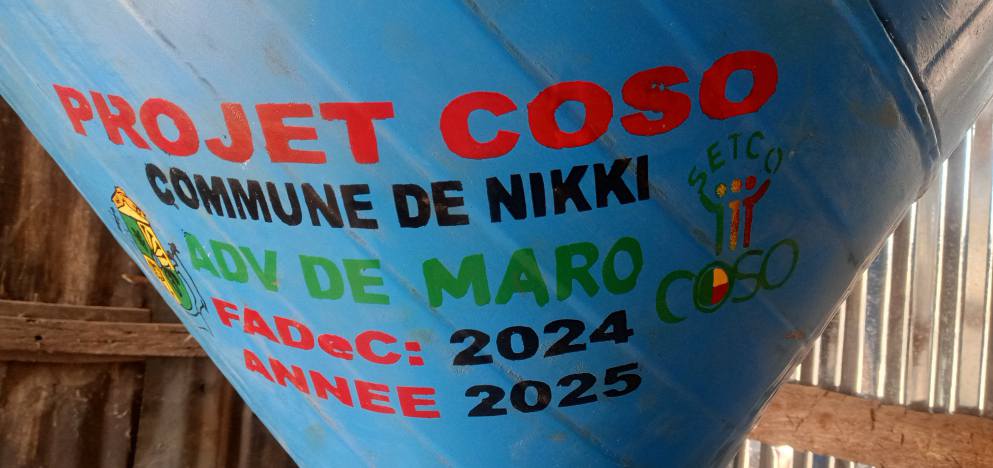 PROJET COSO
COMMUNE DE NIKKI
SETCO
ADV DE MARO
COSO
FADeC: 2024
ANNEE 2025